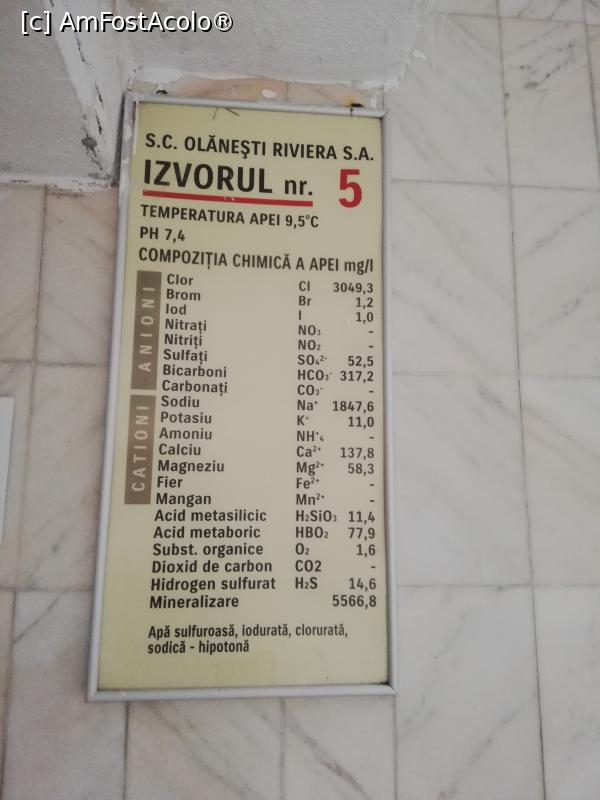 [c] AmFostAcolo®
S.C. OLĂNEŞTI RIVIERA S.A.
IZVORUL nr. 5
TEMPERATURA APEI 9,5°C
PH 7,4
COMPOZIŢIA CHIMICĂ A APEI mg/l
ANIONI
Clor Cl 3049,3
Brom Br 1,2
Iod I 1,0
Nitraţi NO₃ -
Nitriţi NO₂ -
Sulfaţi SO₄²⁻ 52,5
Bicarboni HCO₃⁻ 317,2
Carbonaţi CO₃⁻ -
CATIONI
Sodiu Na⁺ 1847,6
Potasiu K⁺ 11,0
Amoniu NH⁺₄ -
Calciu Ca²⁺ 137,8
Magneziu Mg²⁺ 58,3
Fier Fe²⁺ -
Mangan Mn²⁺ -
Acid metasilicic H₂SiO₃ 11,4
Acid metaboric HBO₂ 77,9
Subst. organice O₂ 1,6
Dioxid de carbon CO2 -
Hidrogen sulfurat H₂S 14,6
Mineralizare 5566,8
Apă sulfuroasă, iodurată, clorurată,
sodică - hipotonă